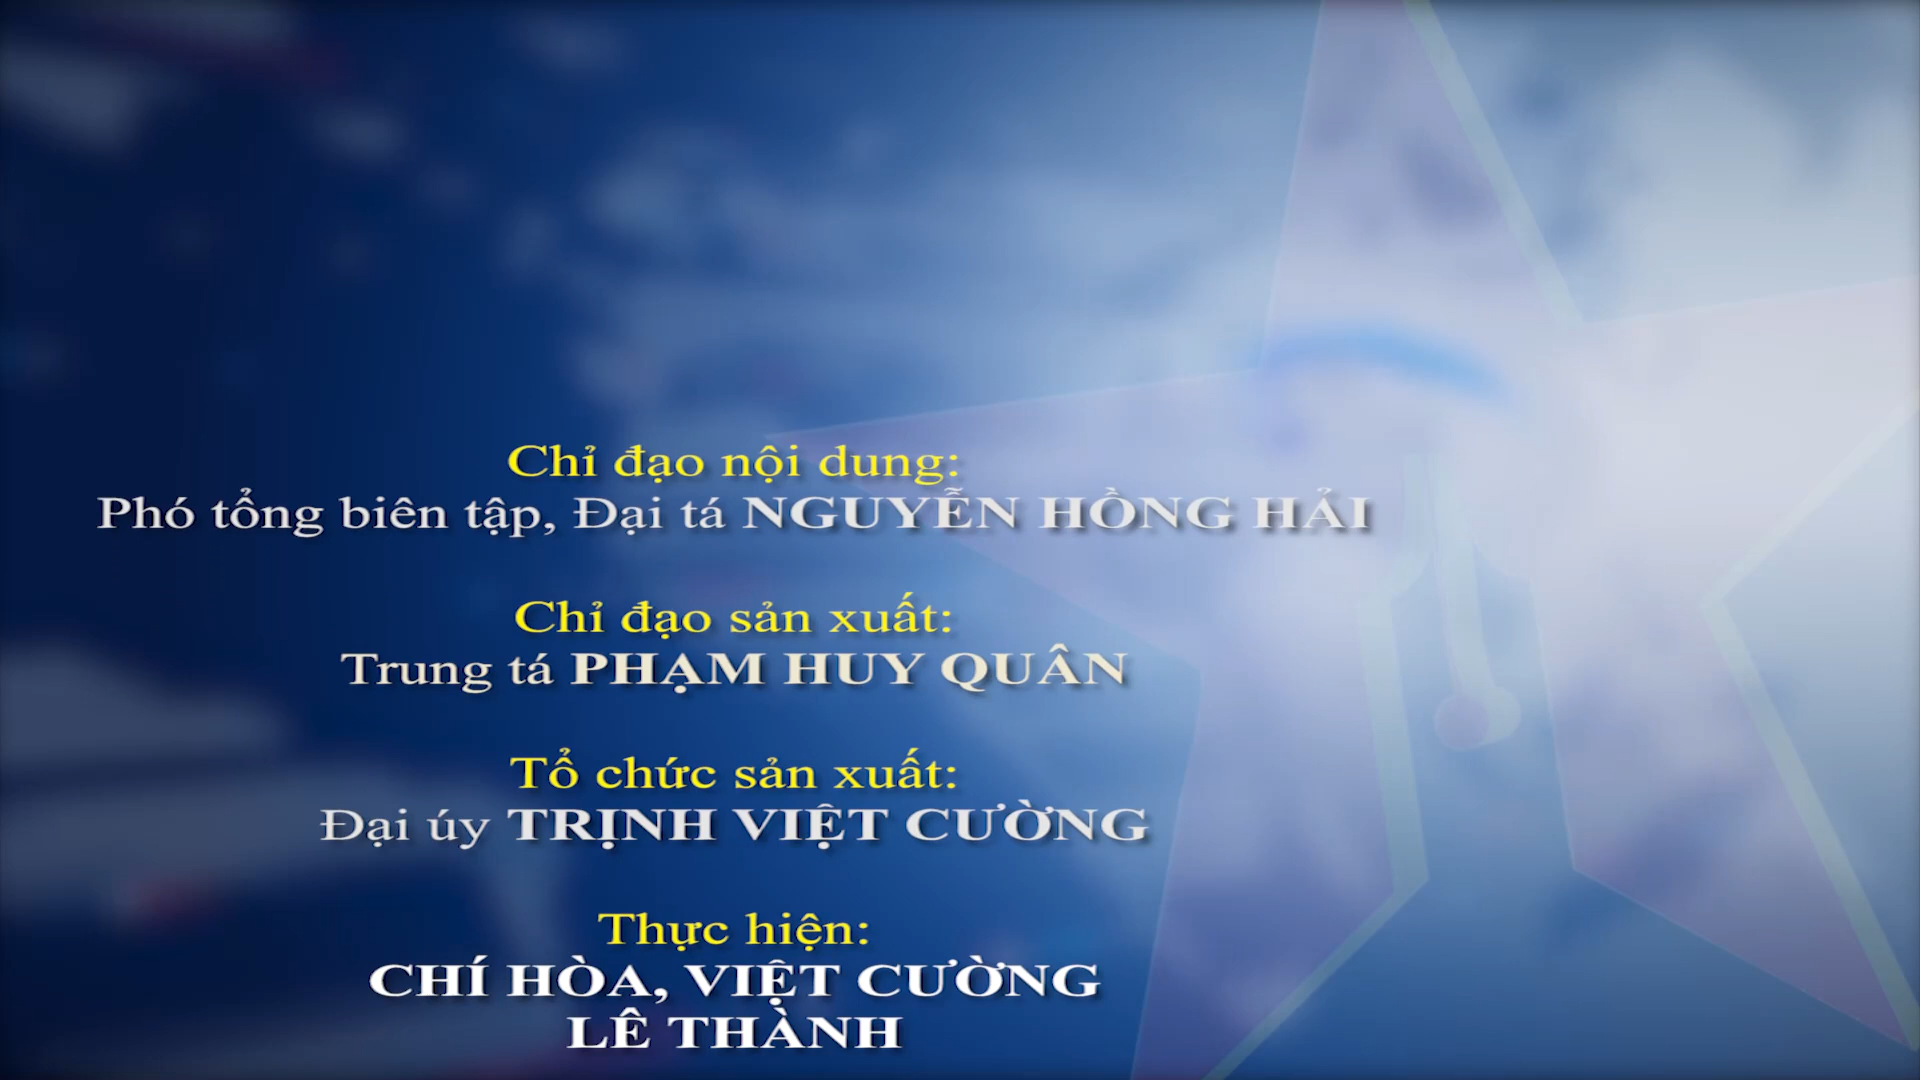 Chỉ đạo nội dung:
Phó tổng biên tập, Đại tá NGUYỄN HỒNG HẢI
Chỉ đạo sản xuất:
Trung tá PHẠM HUY QUÂN
Tổ chức sản xuất:
Đại úy TRỊNH VIỆT CƯỜNG
Thực hiện:
CHÍ HÒA, VIỆT CƯỜNG
LÊ THÀNH